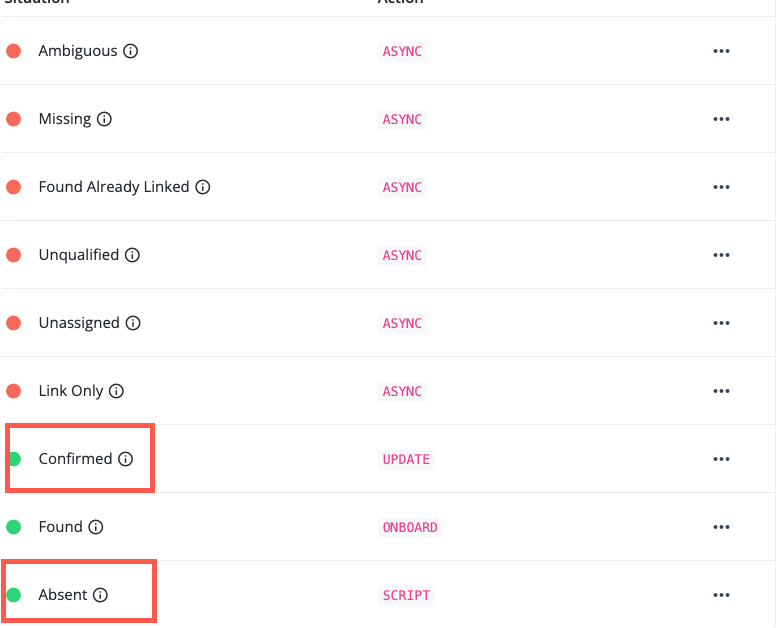 Situation Action
Ambiguous ASYNC
Missing ASYNC
Found Already Linked ASYNC
Unqualified ASYNC
Unassigned ASYNC
Link Only ASYNC
Confirmed UPDATE
Found ONBOARD
Absent SCRIPT